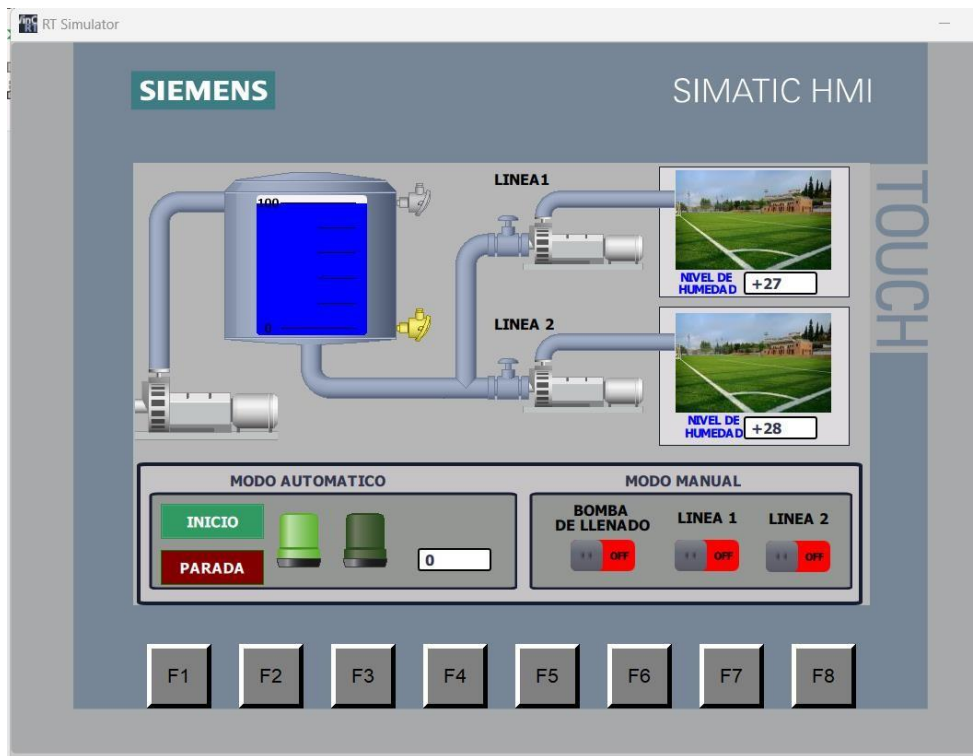 RT Simulator
SIEMENS
SIMATIC HMI
TOUCH
LINEA1
100
0
NIVEL DE
HUMEDAD
+27
LINEA 2
NIVEL DE
HUMEDAD
+28
MODO AUTOMATICO
INICIO
PARADA
0
MODO MANUAL
BOMBA
DE LLENADO
LINEA 1
LINEA 2
OFF
OFF
OFF
F1
F2
F3
F4
F5
F6
F7
F8